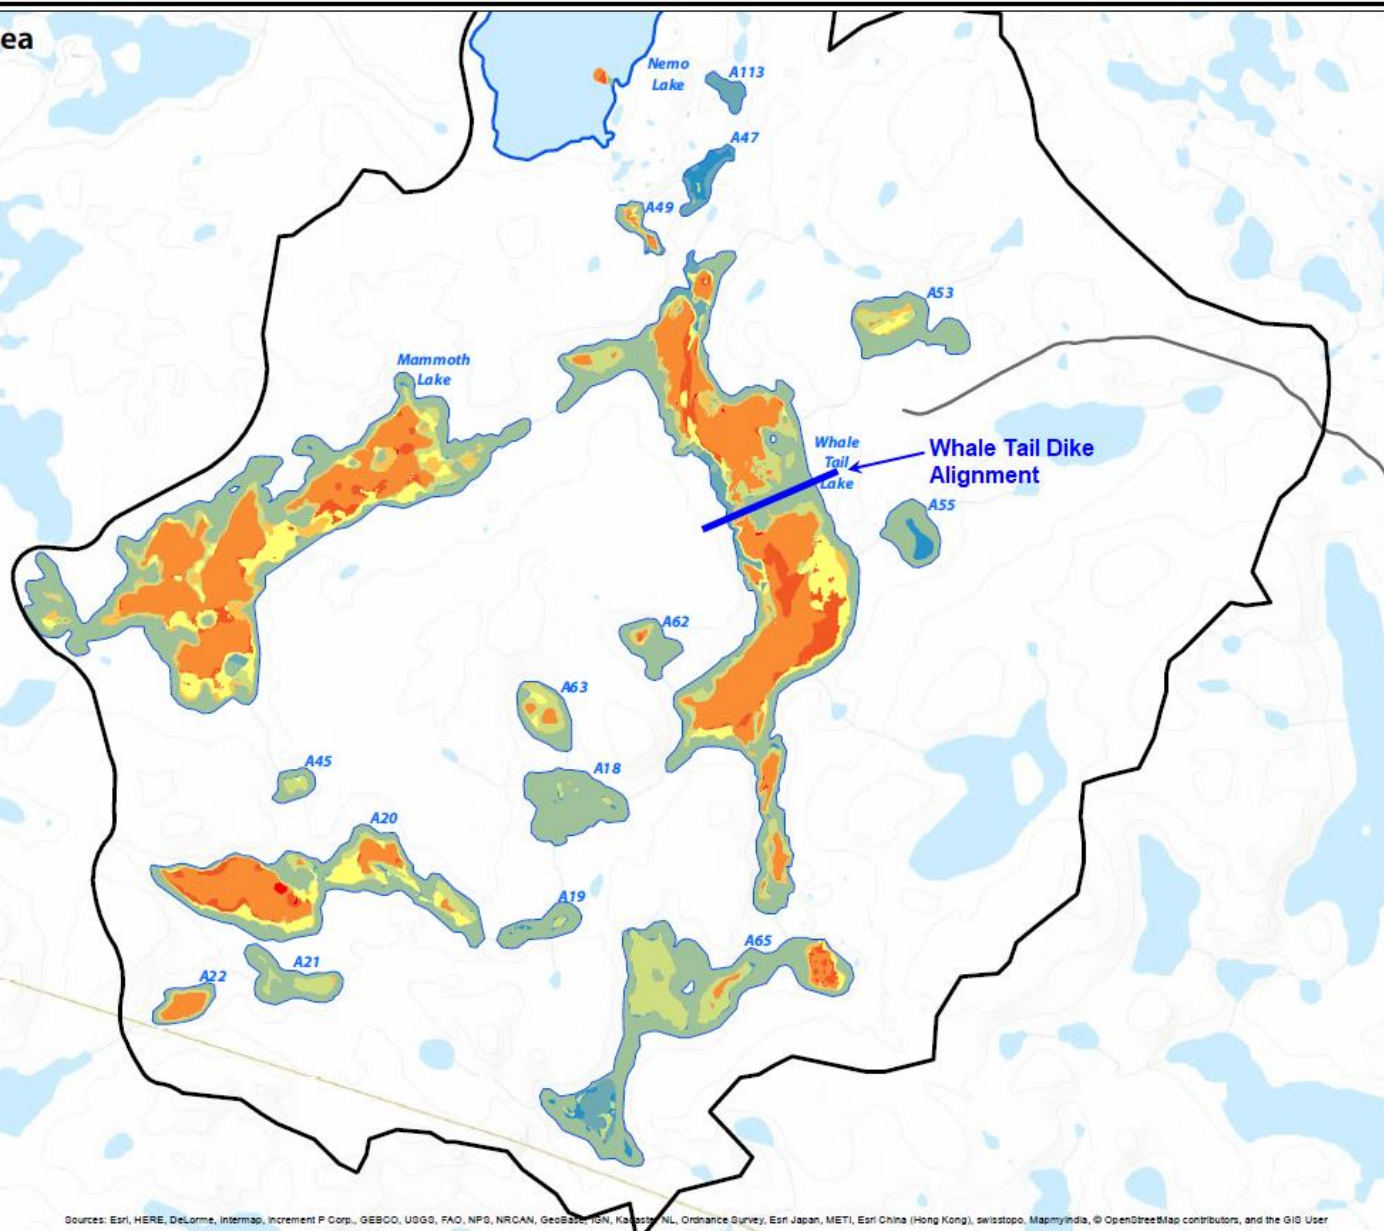 ea
Nemo
Lake
A113
A47
A49
A53
Mammoth
Lake
Whale
Tail
Lake
Whale Tail Dike
Alignment
A55
A62
A63
A45
A18
A20
A19
A65
A21
A22
Sources: Esri, HERE, DeLorme, Intermap, increment P Corp., GEBCO, USGS, FAO, NPS, NRCAN, GeoBase, IGN, Kadaster NL, Ordnance Survey, Esri Japan, METI, Esri China (Hong Kong), swisstopo, MapmyIndia, © OpenStreetMap contributors, and the GIS User